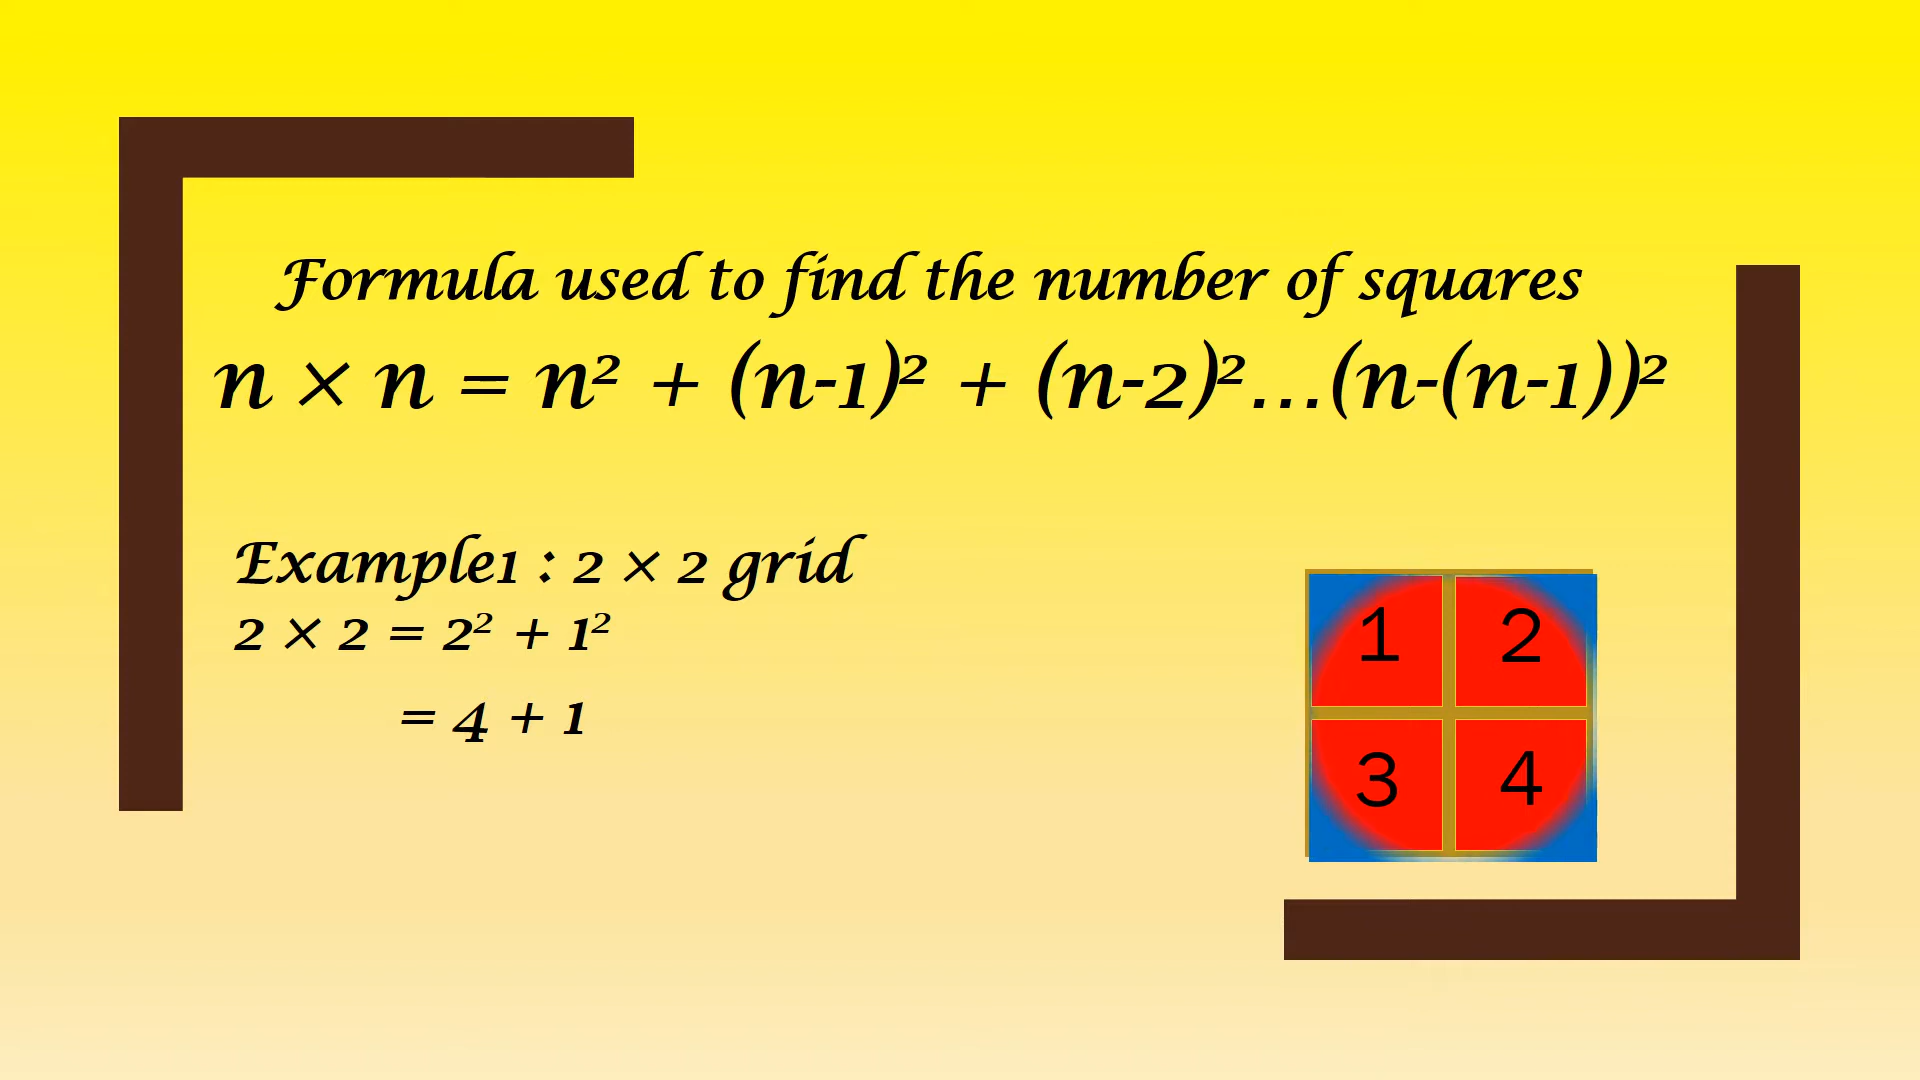 Formula used to find the number of squares
n × n = n² + (n-1)² + (n-2)²...(n-(n-1))²
Example1 : 2 × 2 grid
2 × 2 = 2² + 1²
= 4 + 1
1 2
3 4